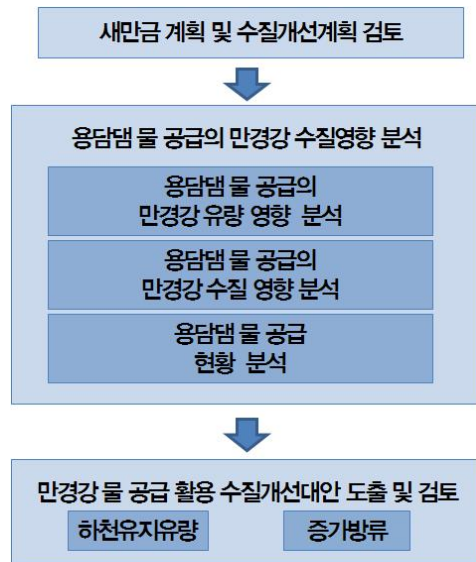 새만금 계획 및 수질개선계획 검토
용담댐 물 공급의 만경강 수질영향 분석
용담댐 물 공급의
만경강 유량 영향 분석
용담댐 물 공급의
만경강 수질 영향 분석
용담댐 물 공급
현황 분석
만경강 물 공급 활용 수질개선대안 도출 및 검토
하천유지유량
증가방류